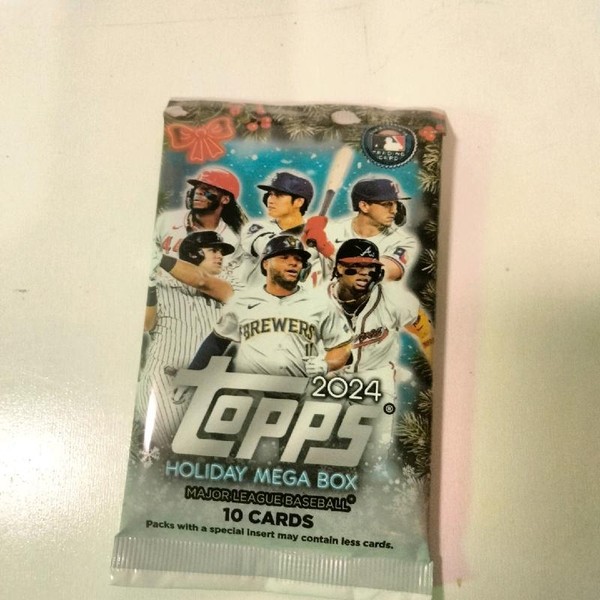 BREWERS
2024
topps®
HOLIDAY MEGA BOX
MAJOR LEAGUE BASEBALL®
10 CARDS
Packs with a special insert may contain less cards.